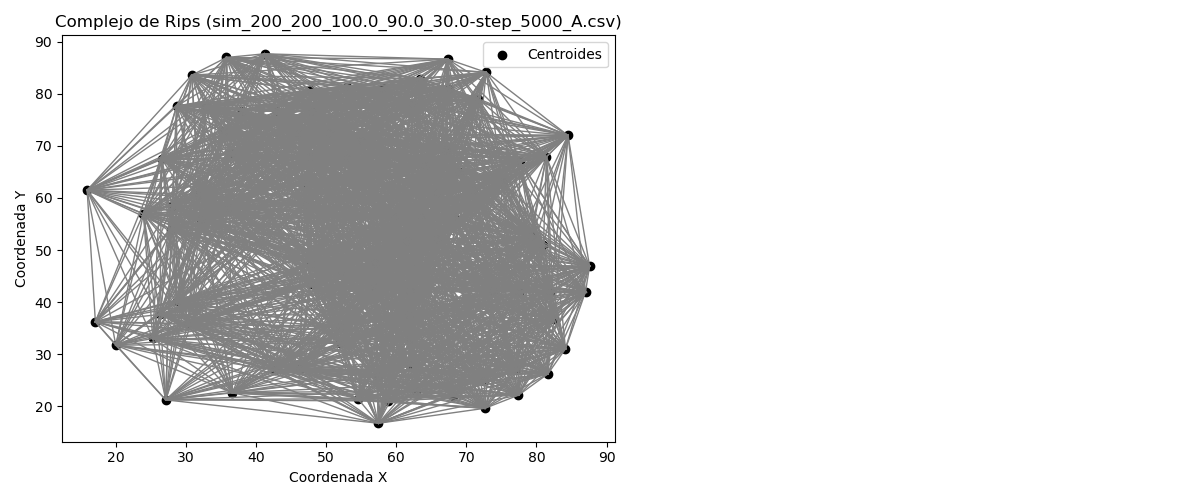 Complejo de Rips (sim_200_200_100.0_90.0_30.0-step_5000_A.csv)
Centroides
90
80
70
60
50
40
30
20
Coordenada Y
20 30 40 50 60 70 80 90
Coordenada X